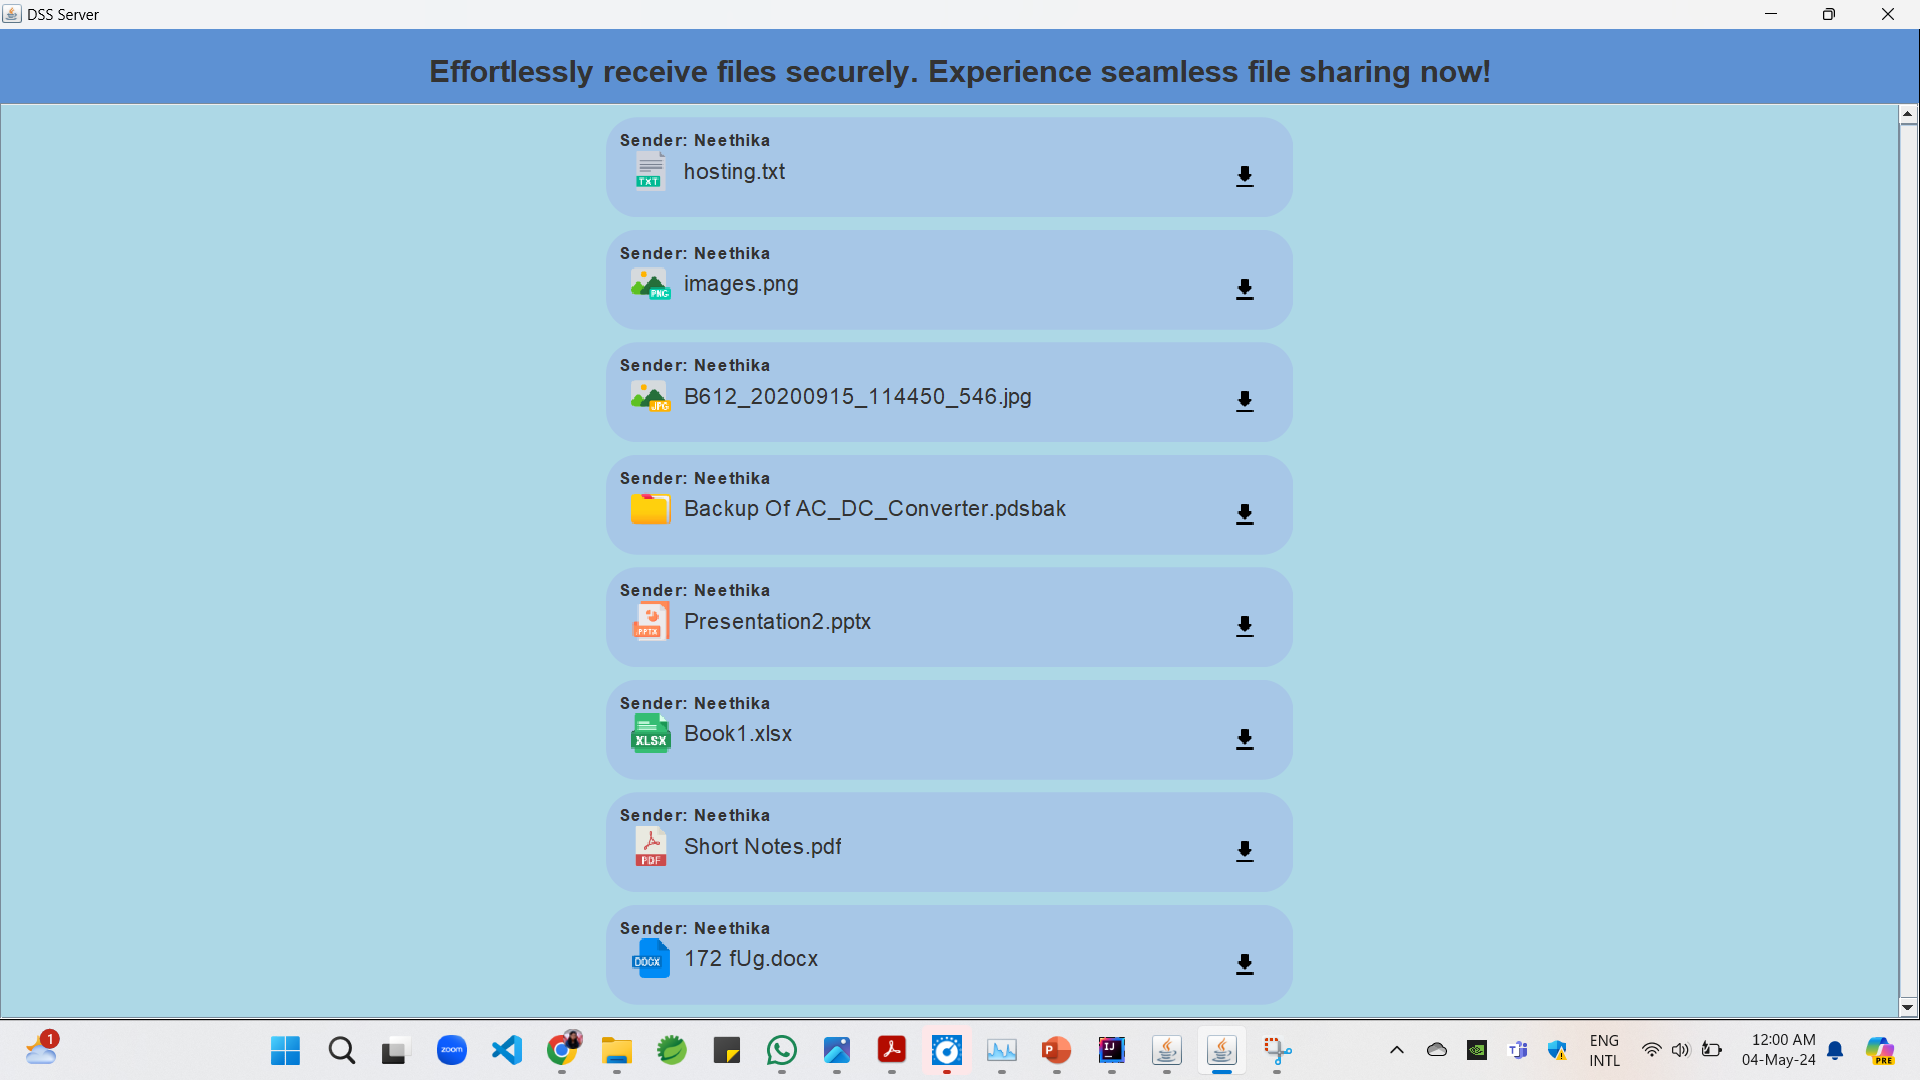 DSS Server
Effortlessly receive files securely. Experience seamless file sharing now!
Sender: Neethika
TXT
hosting.txt
Sender: Neethika
PNG
images.png
Sender: Neethika
JPG
B612_20200915_114450_546.jpg
Sender: Neethika
Backup Of AC_DC_Converter.pdsbak
Sender: Neethika
PPTX
Presentation2.pptx
Sender: Neethika
XLSX
Book1.xlsx
Sender: Neethika
PDF
Short Notes.pdf
Sender: Neethika
DOCX
172 fUg.docx
1
zoom
P
IJ
T
ENG
INTL
12:00 AM
04-May-24
PRE